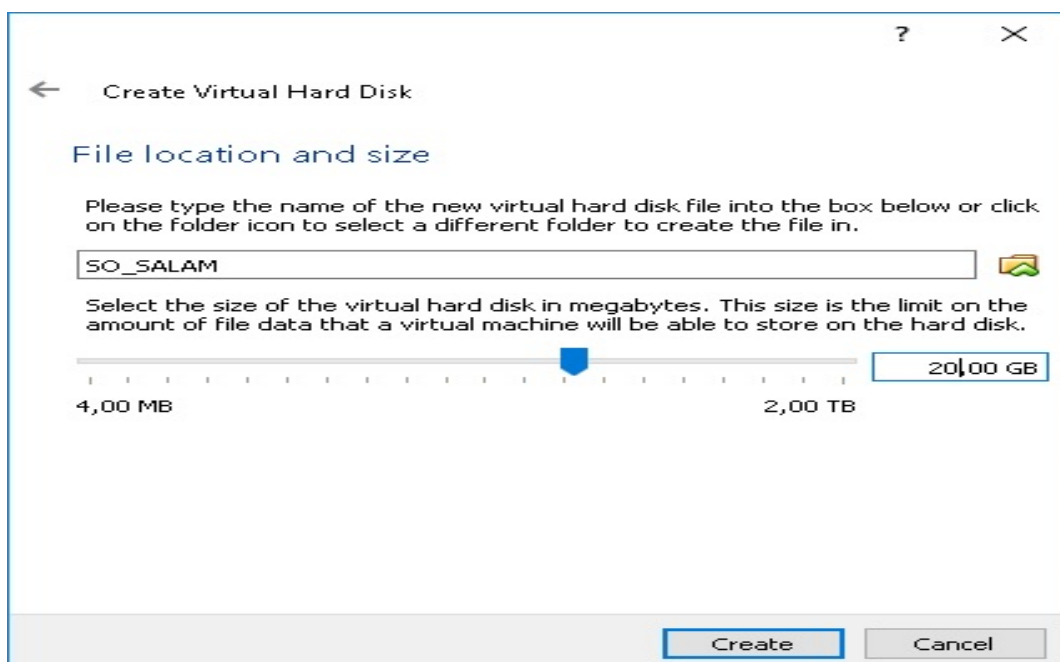 ?
Create Virtual Hard Disk
File location and size
Please type the name of the new virtual hard disk file into the box below or click
on the folder icon to select a different folder to create the file in.
SO_SALAM
Select the size of the virtual hard disk in megabytes. This size is the limit on the
amount of file data that a virtual machine will be able to store on the hard disk.
20,00 GB
4,00 MB 2,00 TB
Create Cancel